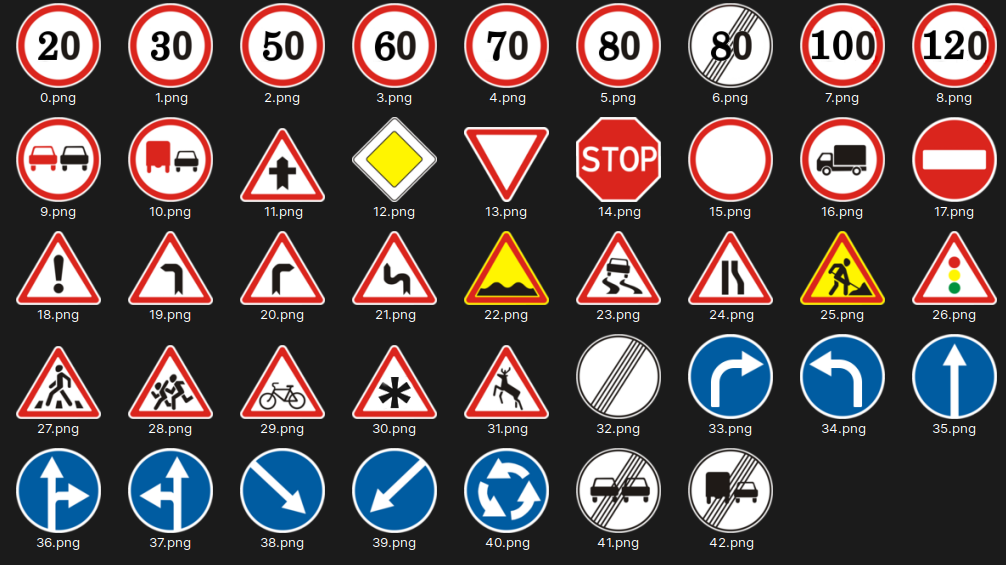 20 30 50 60 70 80 80 100 120
0.png 1.png 2.png 3.png 4.png 5.png 6.png 7.png 8.png
STOP
9.png 10.png 11.png 12.png 13.png 14.png 15.png 16.png 17.png
18.png 19.png 20.png 21.png 22.png 23.png 24.png 25.png 26.png
27.png 28.png 29.png 30.png 31.png 32.png 33.png 34.png 35.png
36.png 37.png 38.png 39.png 40.png 41.png 42.png